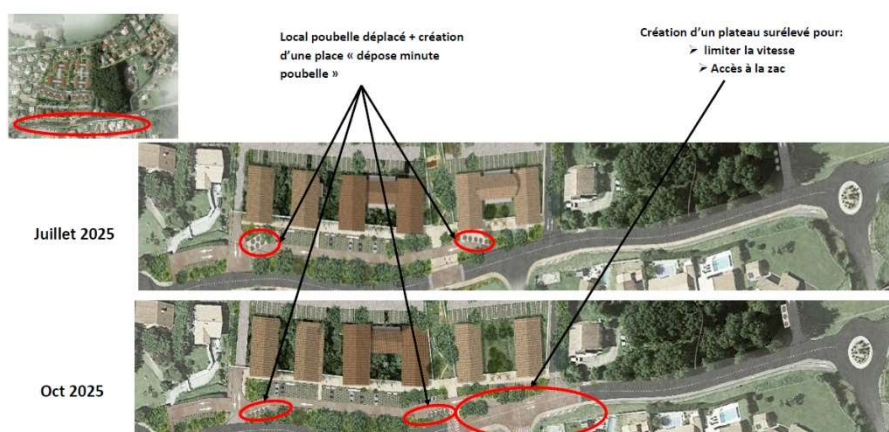 Local poubelle déplacé + création
d'une place « dépose minute
poubelle »
Création d'un plateau surélevé pour:
➢ limiter la vitesse
➢ Accès à la zac
Juillet 2025
Oct 2025